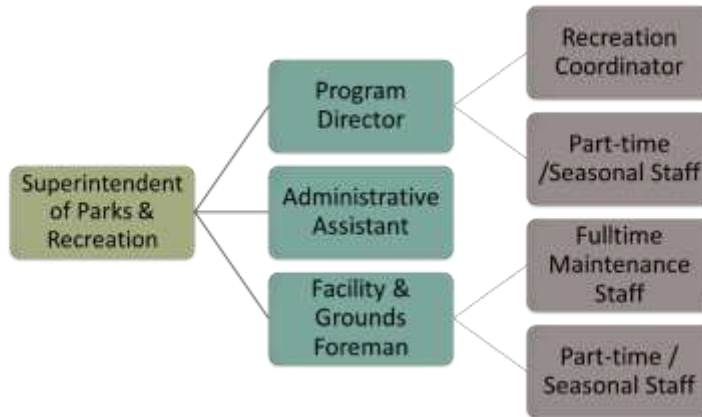 Superintendent
of Parks &
Recreation
Program
Director
Administrative
Assistant
Facility &
Grounds
Foreman
Recreation
Coordinator
Part-time
/Seasonal Staff
Fulltime
Maintenance
Staff
Part-time /
Seasonal Staff